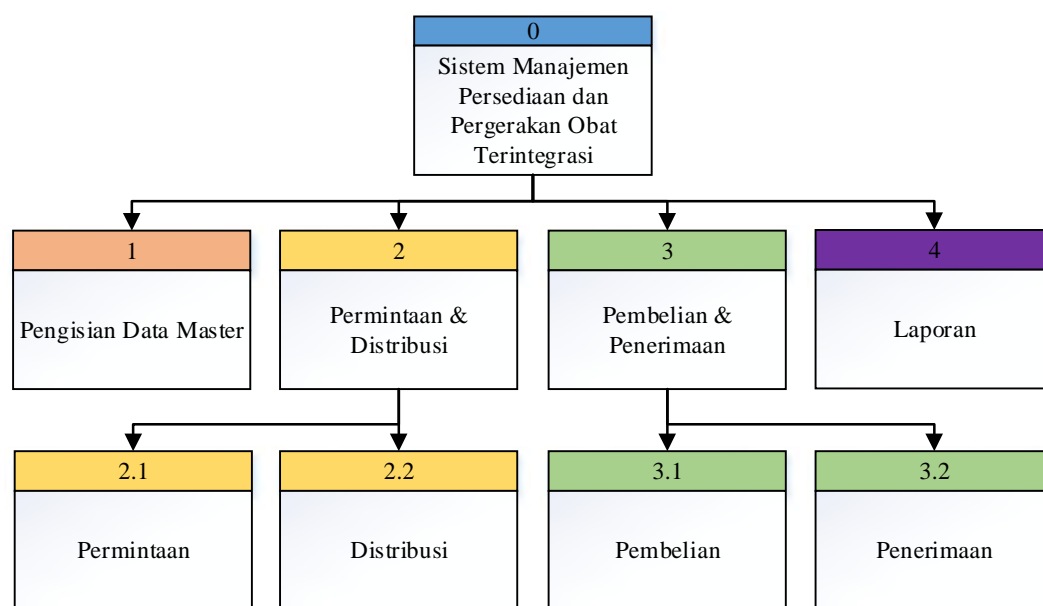 0
Sistem Manajemen
Persediaan dan
Pergerakan Obat
Terintegrasi
1
Pengisian Data Master
2
Permintaan &
Distribusi
3
Pembelian &
Penerimaan
4
Laporan
2.1
Permintaan
2.2
Distribusi
3.1
Pembelian
3.2
Penerimaan